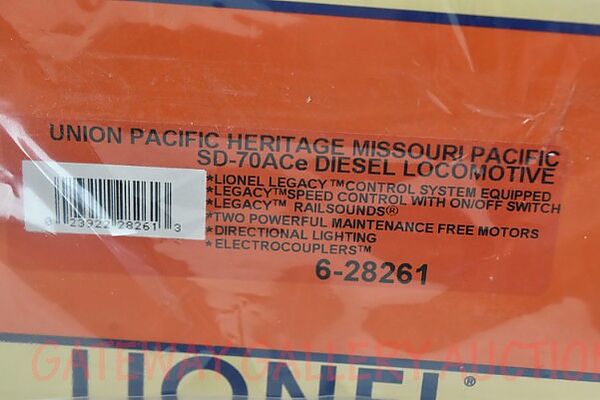 UNION PACIFIC HERITAGE MISSOURI PACIFIC
SD-70ACe DIESEL LOCOMOTIVE
*LIONEL LEGACY™CONTROL SYSTEM EQUIPPED
*LEGACY™SPEED CONTROL WITH ON/OFF SWITCH
*LEGACY™ RAILSOUNDS®
*TWO POWERFUL MAINTENANCE FREE MOTORS
*DIRECTIONAL LIGHTING
*ELECTROCOUPLERS™
6-28261
0 23922 28261 3
GATEWAY GALLERY AUCTION
LIONEL®